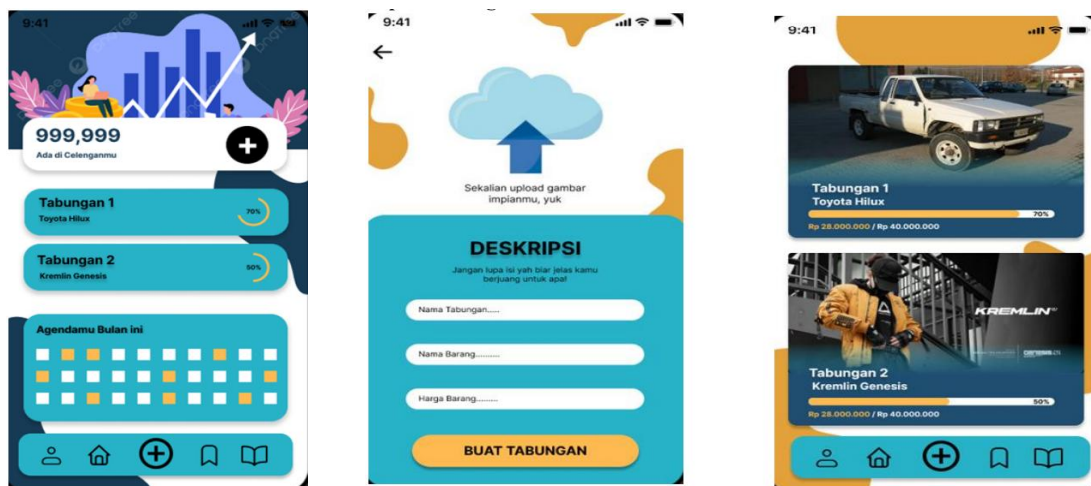 9:41
999,999
Ada di Celenganmu
Tabungan 1
Toyota Hilux
70%
Tabungan 2
Kremlin Genesis
50%
Agendamu Bulan ini
9:41
Sekalian upload gambar
impianmu, yuk
DESKRIPSI
Jangan lupa isi yah biar jelas kamu
berjuang untuk apa!
Nama Tabungan.....
Nama Barang..........
Harga Barang.........
BUAT TABUNGAN
9:41
Tabungan 1
Toyota Hilux
70%
Rp 28.000.000 / Rp 40.000.000
KREMLIN
Tabungan 2
Kremlin Genesis
50%
Rp 28.000.000 / Rp 40.000.000